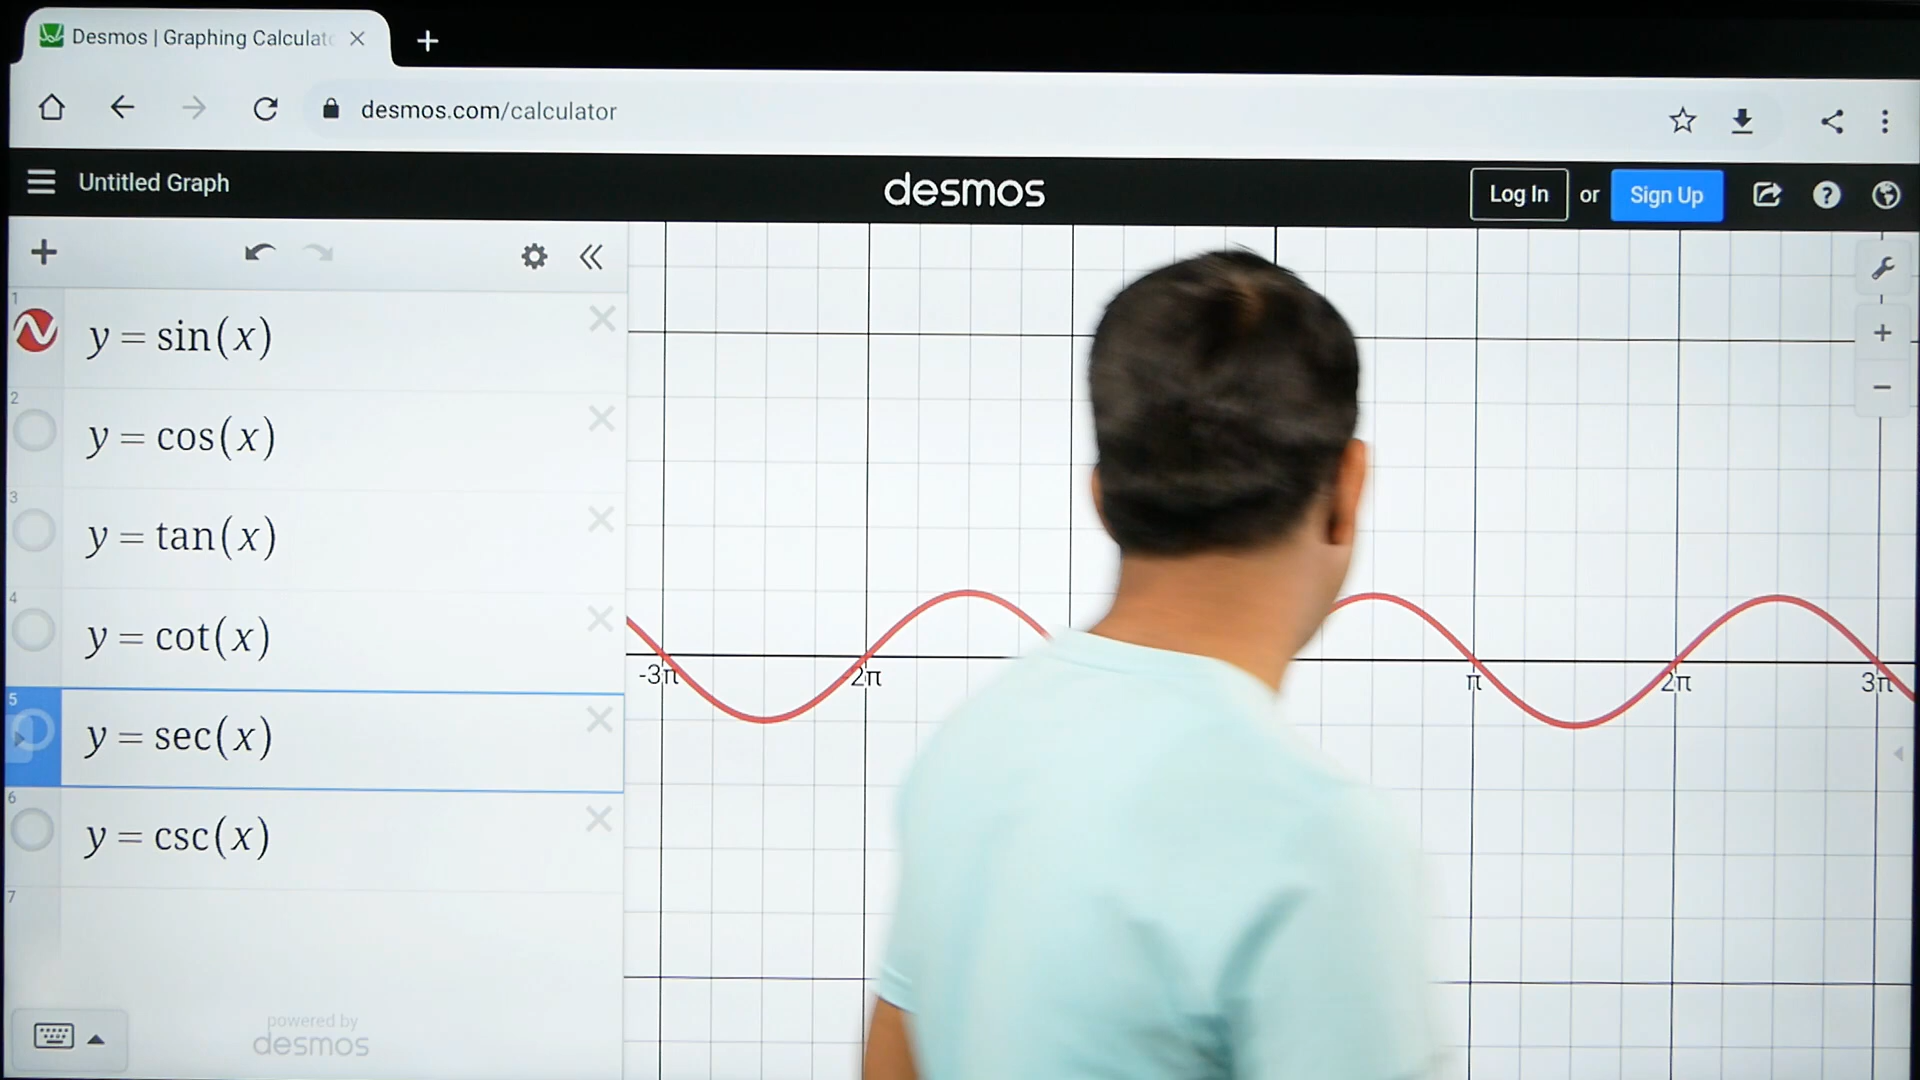 Desmos | Graphing Calculat
desmos.com/calculator
Untitled Graph
desmos
Log In or Sign Up
1
y = sin(x)
2
y = cos(x)
3
y = tan(x)
4
y = cot(x)
5
y = sec(x)
6
y = csc(x)
7
-3π
-2π
π
2π
3π
powered by
desmos